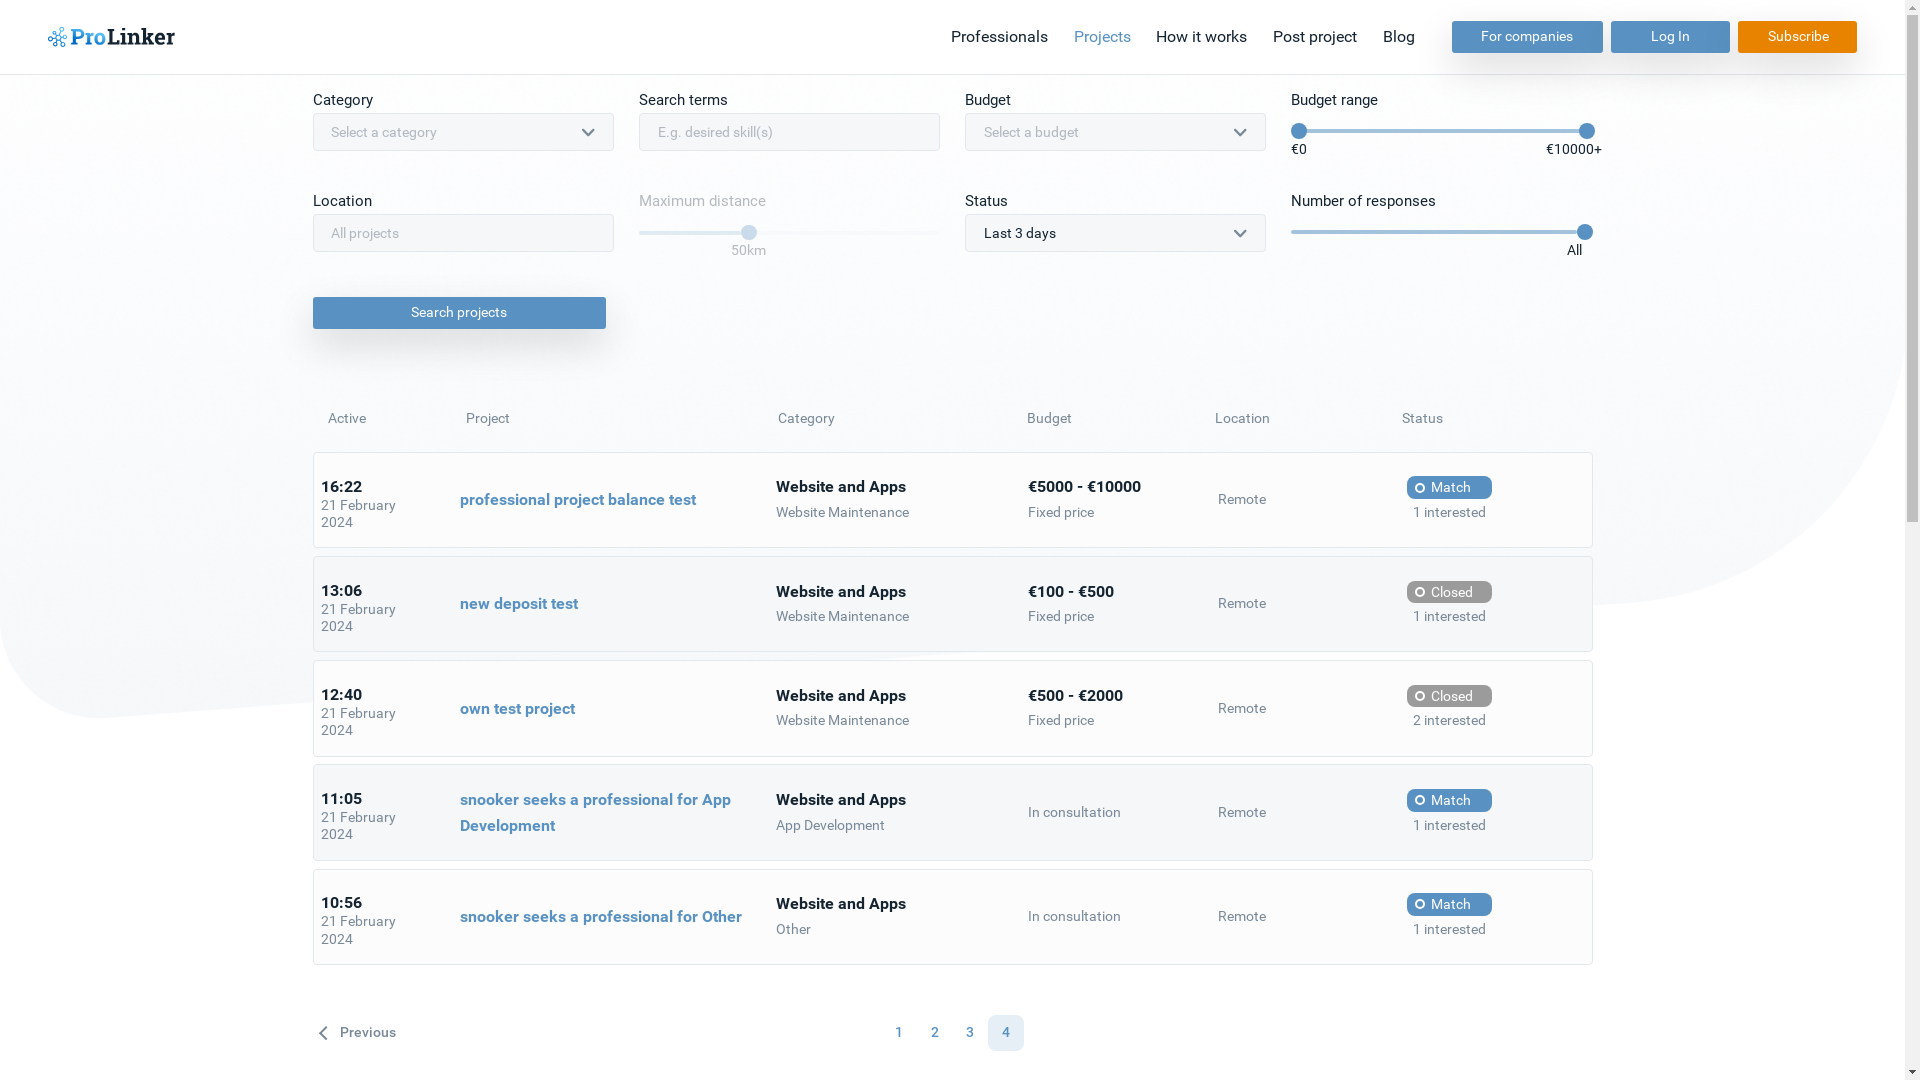 ProLinker
Professionals
Projects
How it works
Post project
Blog
For companies
Log In
Subscribe
Category
Search terms
Budget
Budget range
Select a category
E.g. desired skill(s)
Select a budget
€0
€10000+
Location
Maximum distance
Status
Number of responses
All projects
50km
Last 3 days
All
Search projects
Active
Project
Category
Budget
Location
Status
16:22
21 February
2024
professional project balance test
Website and Apps
Website Maintenance
€5000 - €10000
Fixed price
Remote
Match
1 interested
13:06
21 February
2024
new deposit test
Website and Apps
Website Maintenance
€100 - €500
Fixed price
Remote
Closed
1 interested
12:40
21 February
2024
own test project
Website and Apps
Website Maintenance
€500 - €2000
Fixed price
Remote
Closed
2 interested
11:05
21 February
2024
snooker seeks a professional for App
Development
Website and Apps
App Development
In consultation
Remote
Match
1 interested
10:56
21 February
2024
snooker seeks a professional for Other
Website and Apps
Other
In consultation
Remote
Match
1 interested
Previous
1
2
3
4